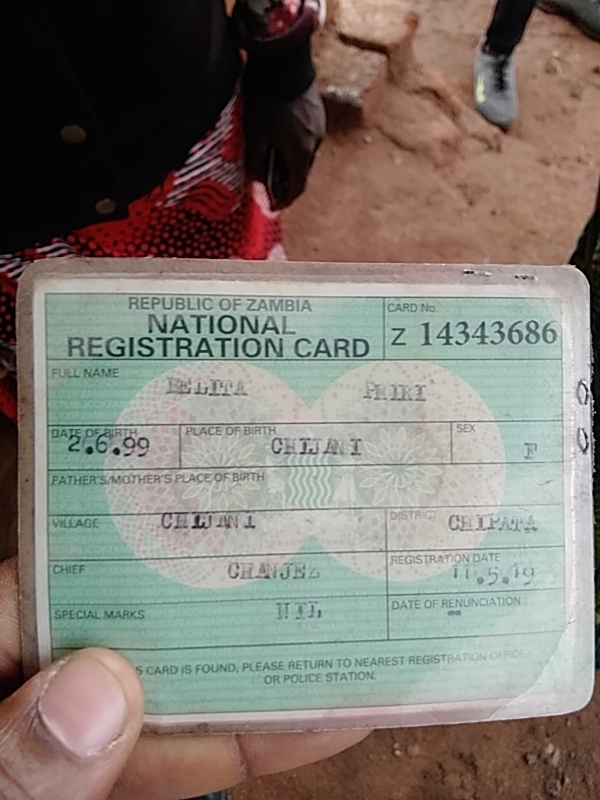 REPUBLIC OF ZAMBIA
NATIONAL
REGISTRATION CARD
CARD No.
Z 14343686
FULL NAME
PHIRI
DATE OF BIRTH
2.6.99
PLACE OF BIRTH
CHIJANI
SEX
F
FATHER'S/MOTHER'S PLACE OF BIRTH
VILLAGE
CHIJANI
DISTRICT
CHIPATA
CHIEF
REGISTRATION DATE
11.5.19
SPECIAL MARKS
NIL
DATE OF RENUNCIATION
S CARD IS FOUND, PLEASE RETURN TO NEAREST REGISTRATION OFFICE
OR POLICE STATION.